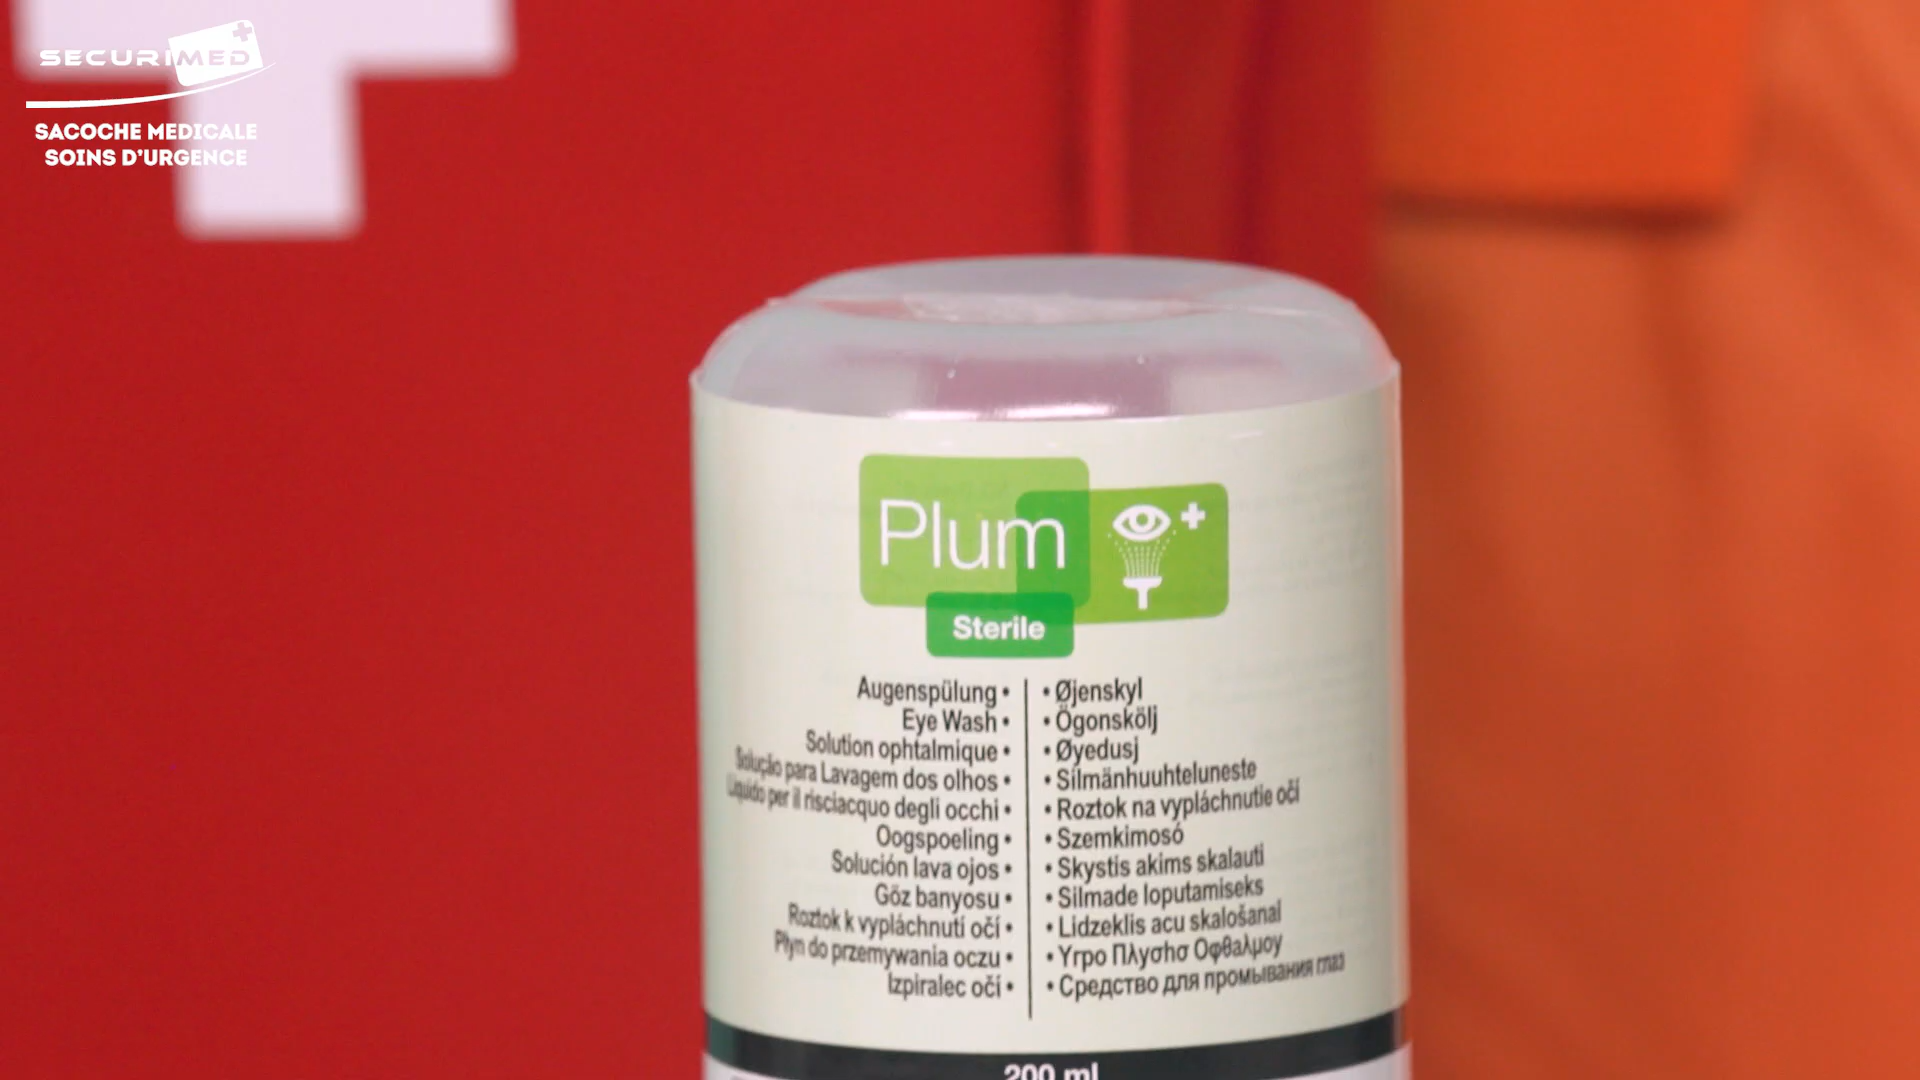 SECURIMED
SACOCHE MEDICALE
SOINS D'URGENCE
Plum
Sterile
Augenspülung •
Eye Wash •
Solution ophtalmique •
Solução para Lavagem dos olhos •
Liquido per il risciacquo degli occhi •
Oogspoeling •
Solución lava ojos •
Göz banyosu •
Roztok k vypláchnutí očí •
Płyn do przemywania oczu •
Izpiralec oči •
• Øjenskyl
• Ögonskölj
• Øyedusj
• Silmänhuuhteluneste
• Roztok na vypláchnutie očí
• Szemkimosó
• Skystis akims skalauti
• Silmade loputamiseks
• Lidzeklis acu skalošanai
• Υγρο Πλυσhσ Οφθαλμου
• Средство для промывания глаз
200 ml